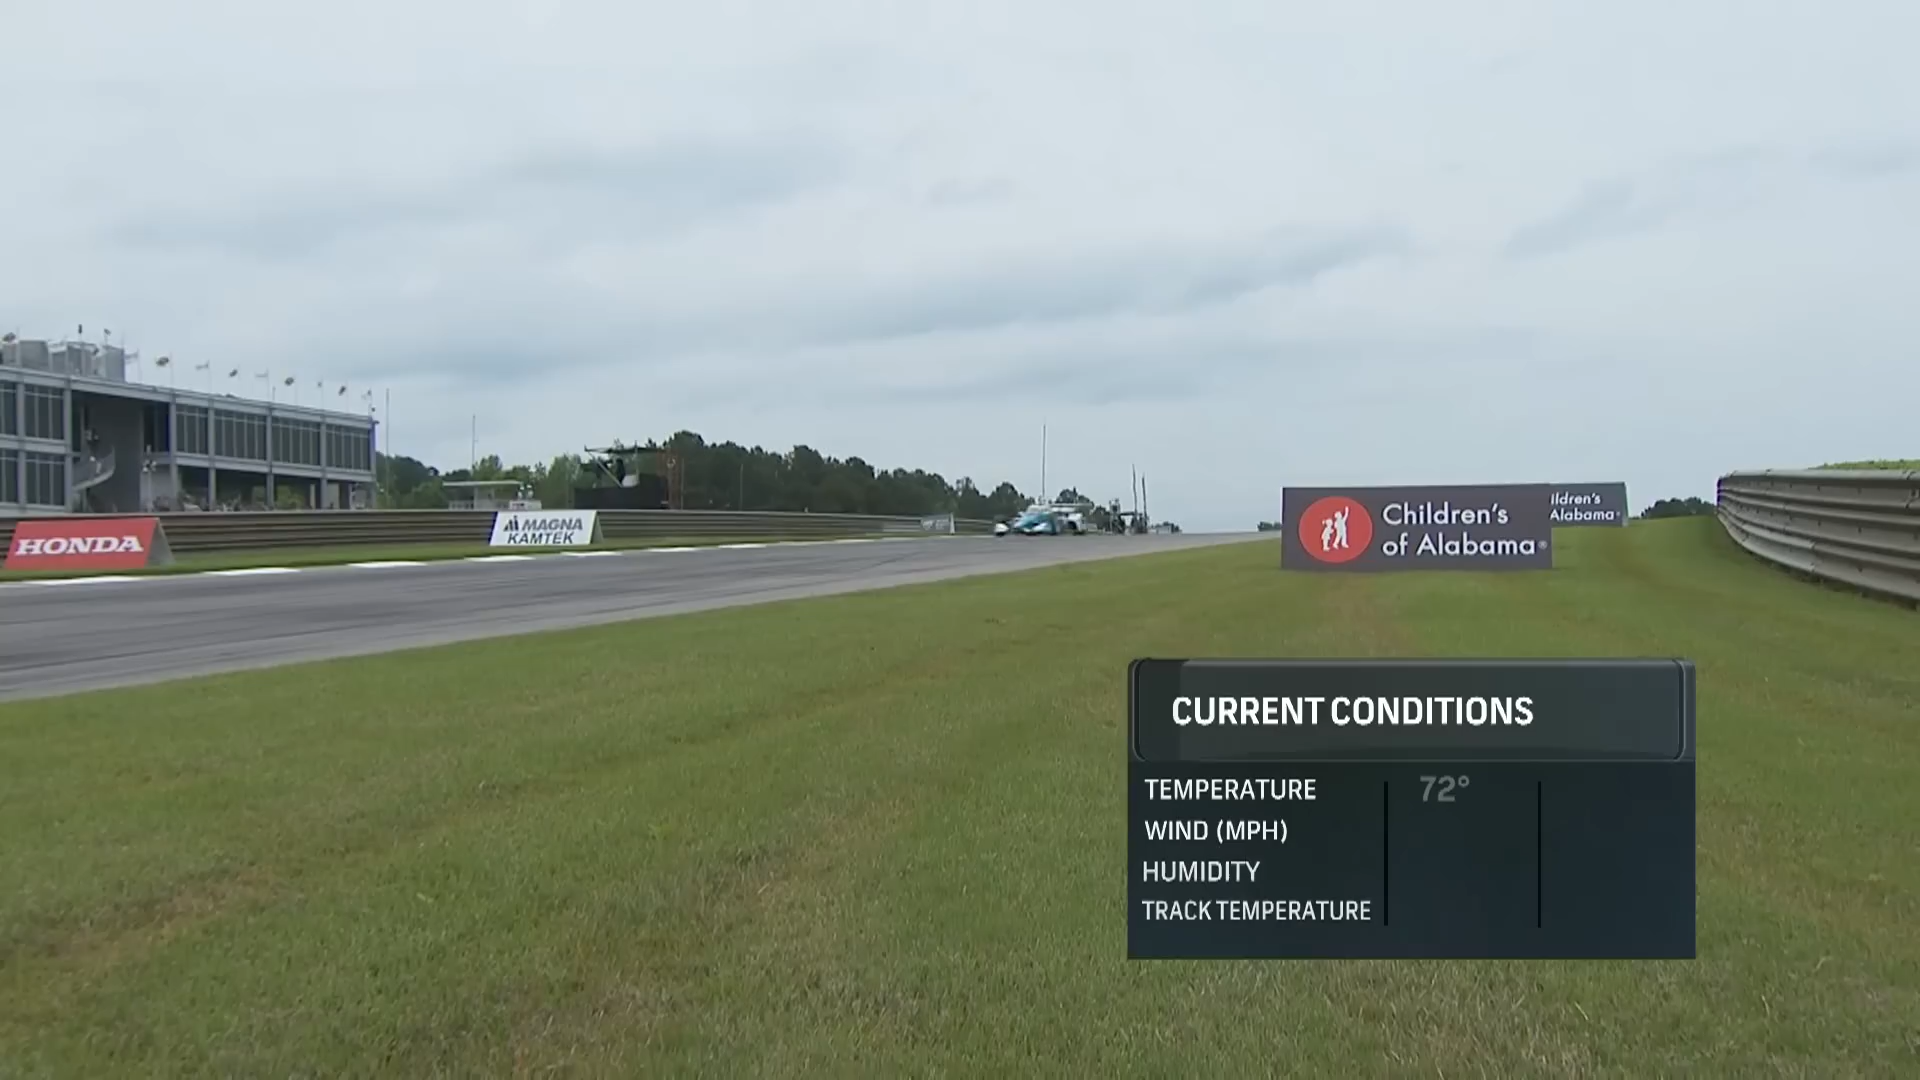 HONDA
MAGNA
KAMTEK
Children's
of Alabama®
ildren's
Alabama
CURRENT CONDITIONS
TEMPERATURE 72°
WIND (MPH)
HUMIDITY
TRACK TEMPERATURE